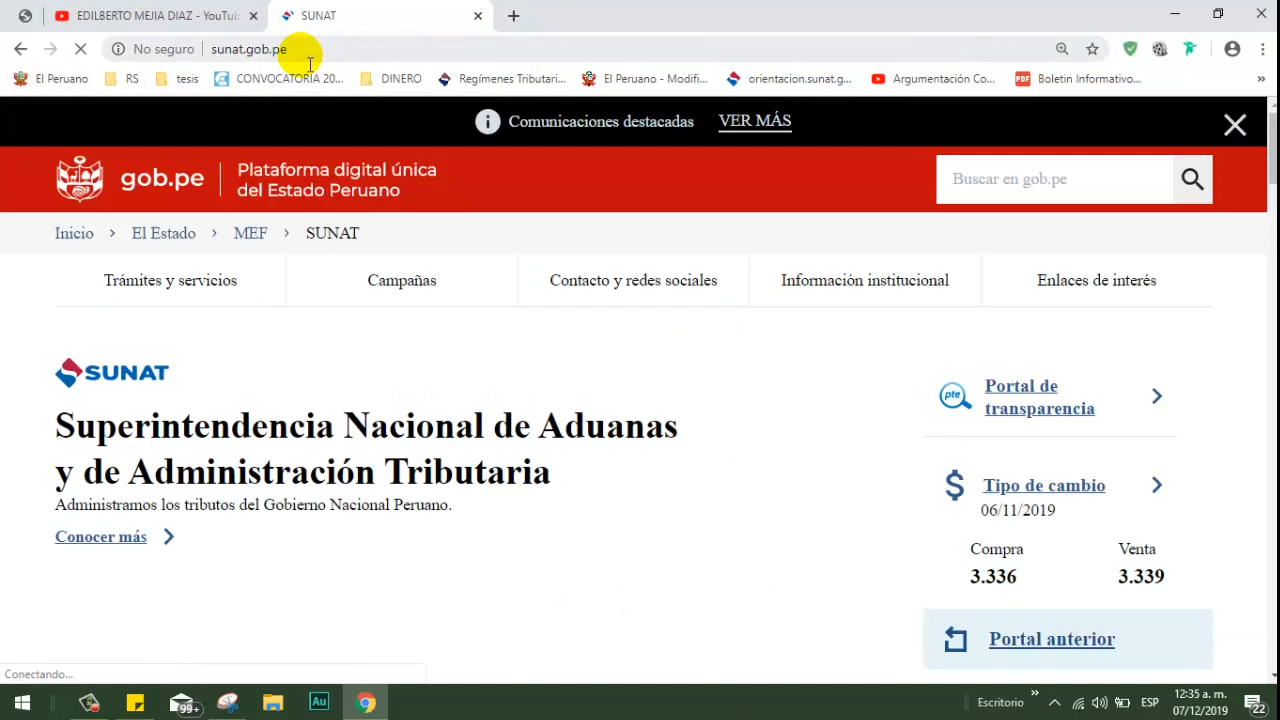 EDILBERTO MEJIA DIAZ - YouTub
SUNAT
No seguro
sunat.gob.pe
El Peruano
RS
tesis
CONVOCATORIA 20...
DINERO
Regímenes Tributari...
El Peruano - Modifi...
orientacion.sunat.g...
Argumentación Co...
PDF
Boletin Informativo...
Comunicaciones destacadas
VER MÁS
gob.pe
Plataforma digital única
del Estado Peruano
Buscar en gob.pe
Inicio > El Estado > MEF > SUNAT
Trámites y servicios
Campañas
Contacto y redes sociales
Información institucional
Enlaces de interés
SUNAT
Superintendencia Nacional de Aduanas
y de Administración Tributaria
Administramos los tributos del Gobierno Nacional Peruano.
Conocer más
pte
Portal de
transparencia
$
Tipo de cambio
06/11/2019
Compra
Venta
3.336
3.339
Portal anterior
Conectando...
99+
Au
Escritorio
ESP
12:35 a. m.
07/12/2019
22